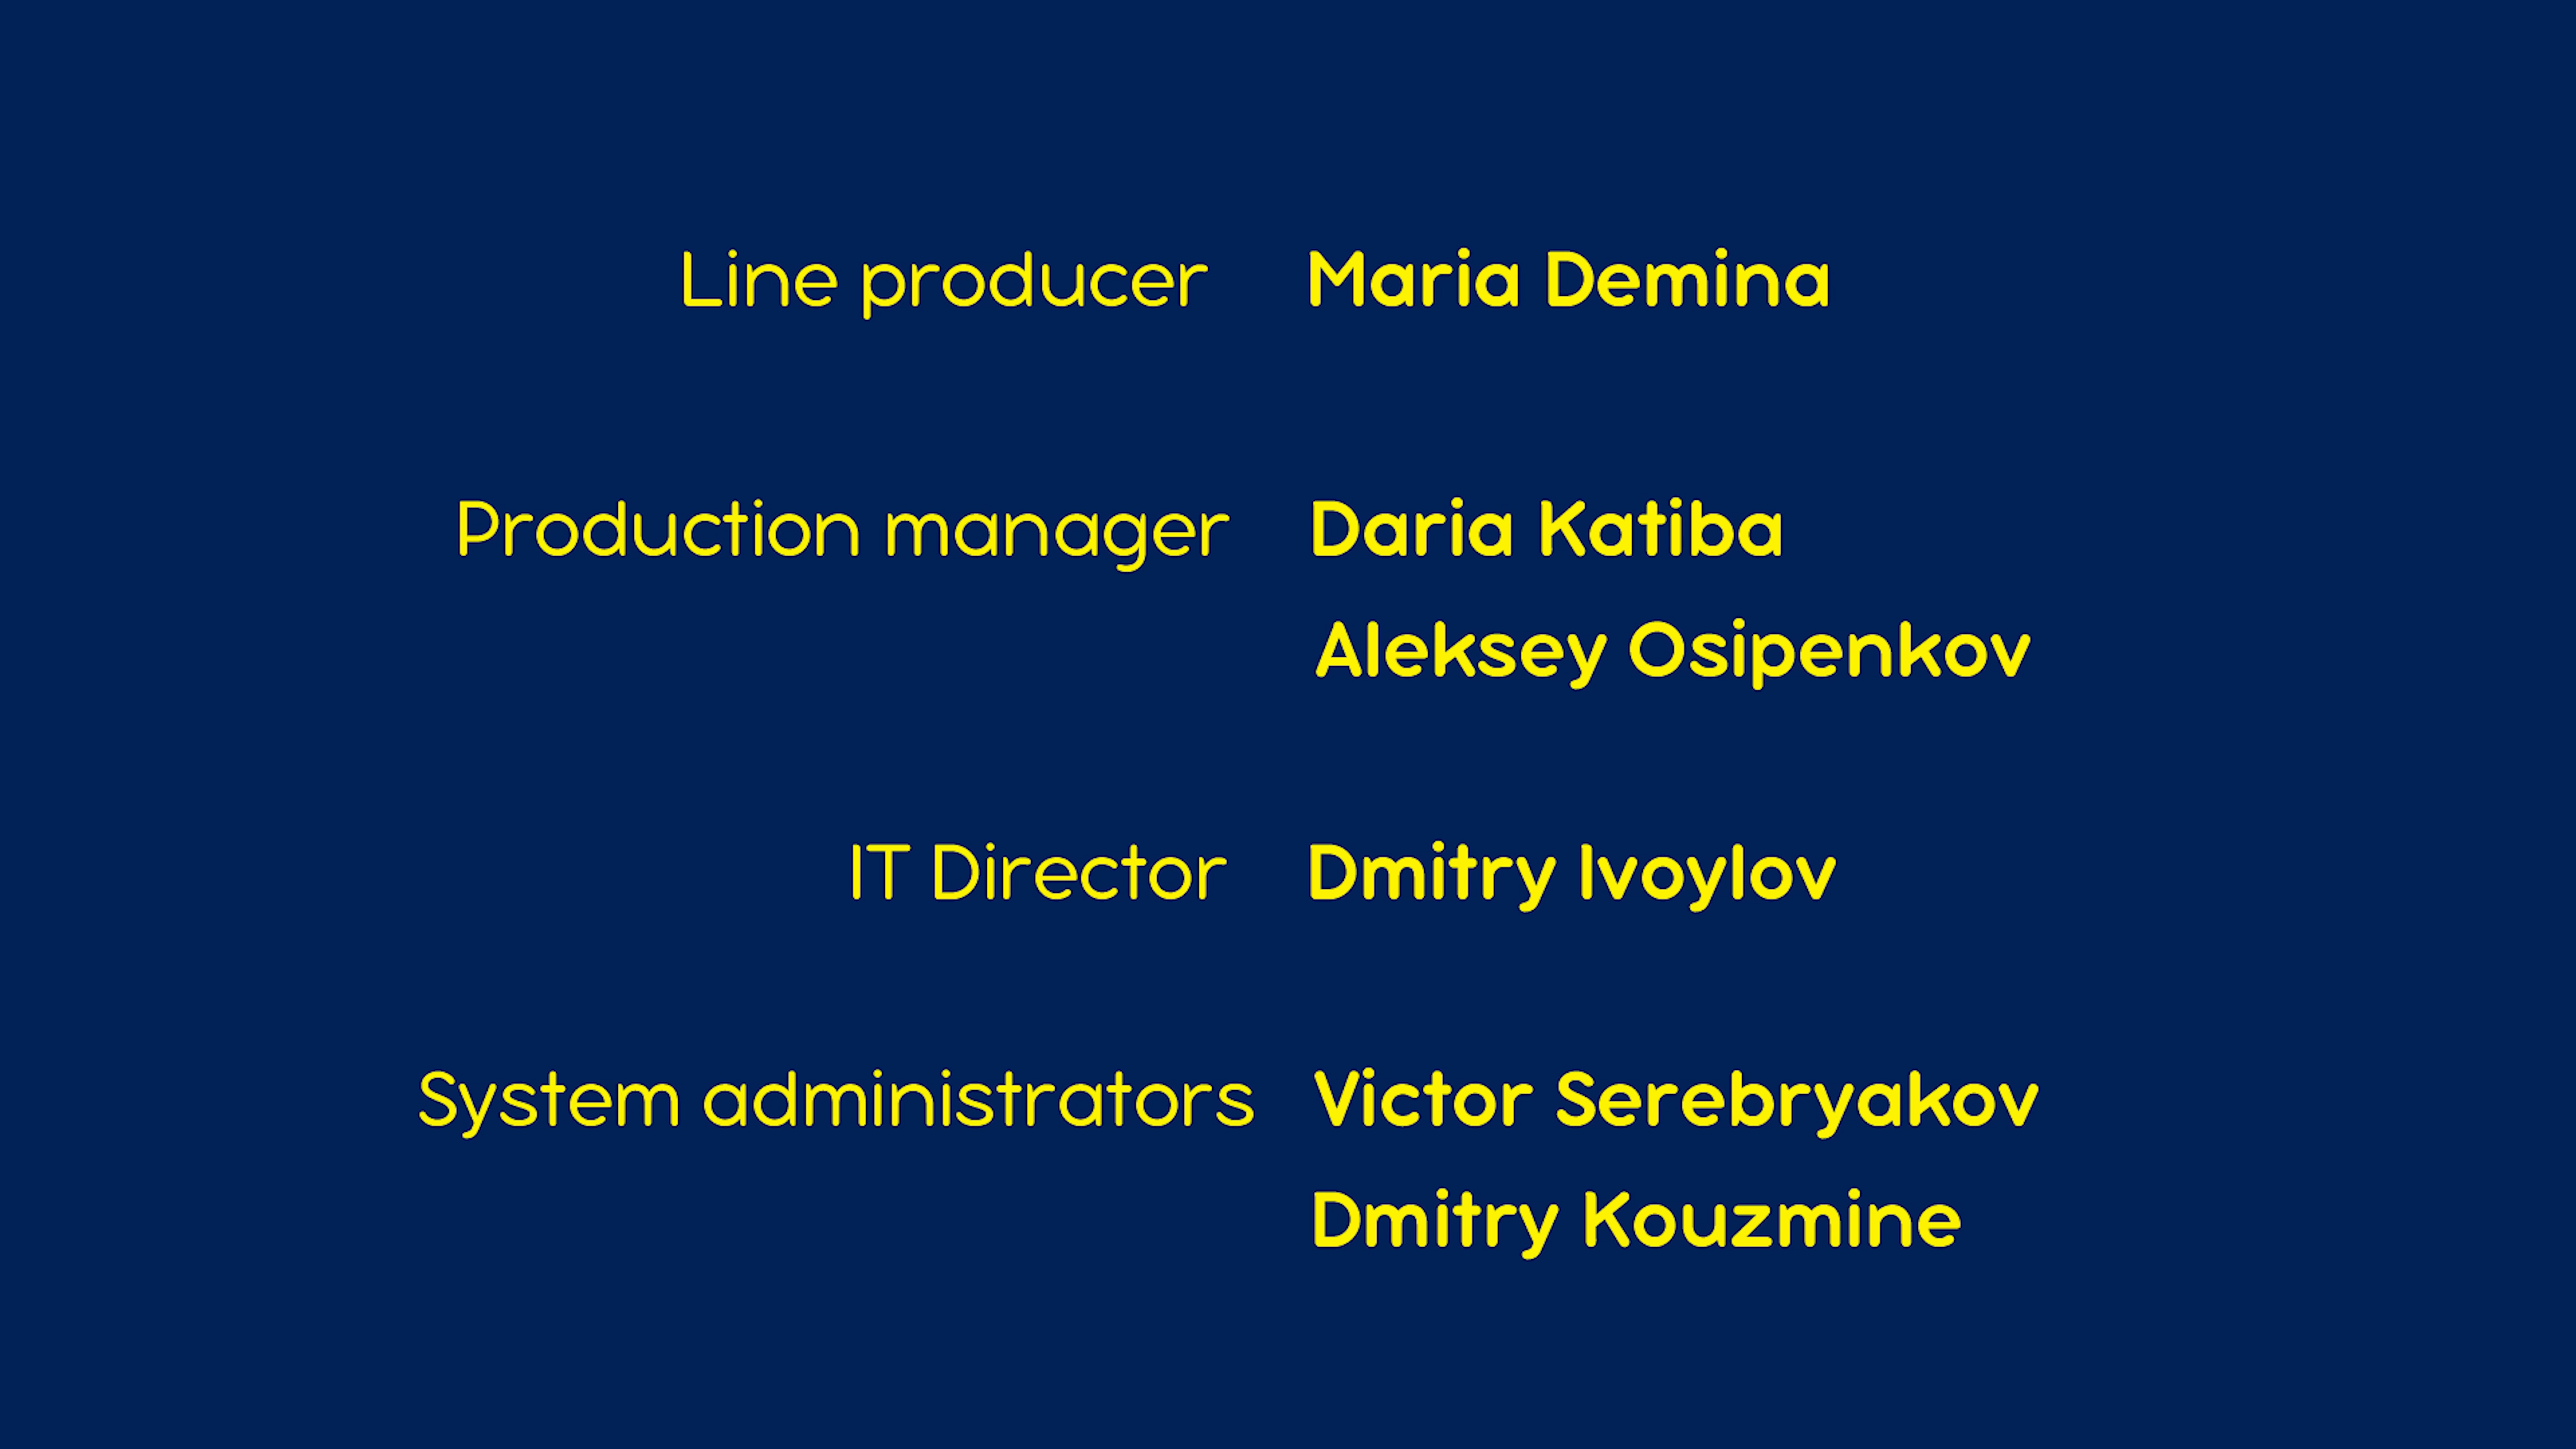 Line producer Maria Demina
Production manager Daria Katiba
Aleksey Osipenkov
IT Director Dmitry Ivoylov
System administrators Victor Serebryakov
Dmitry Kouzmine